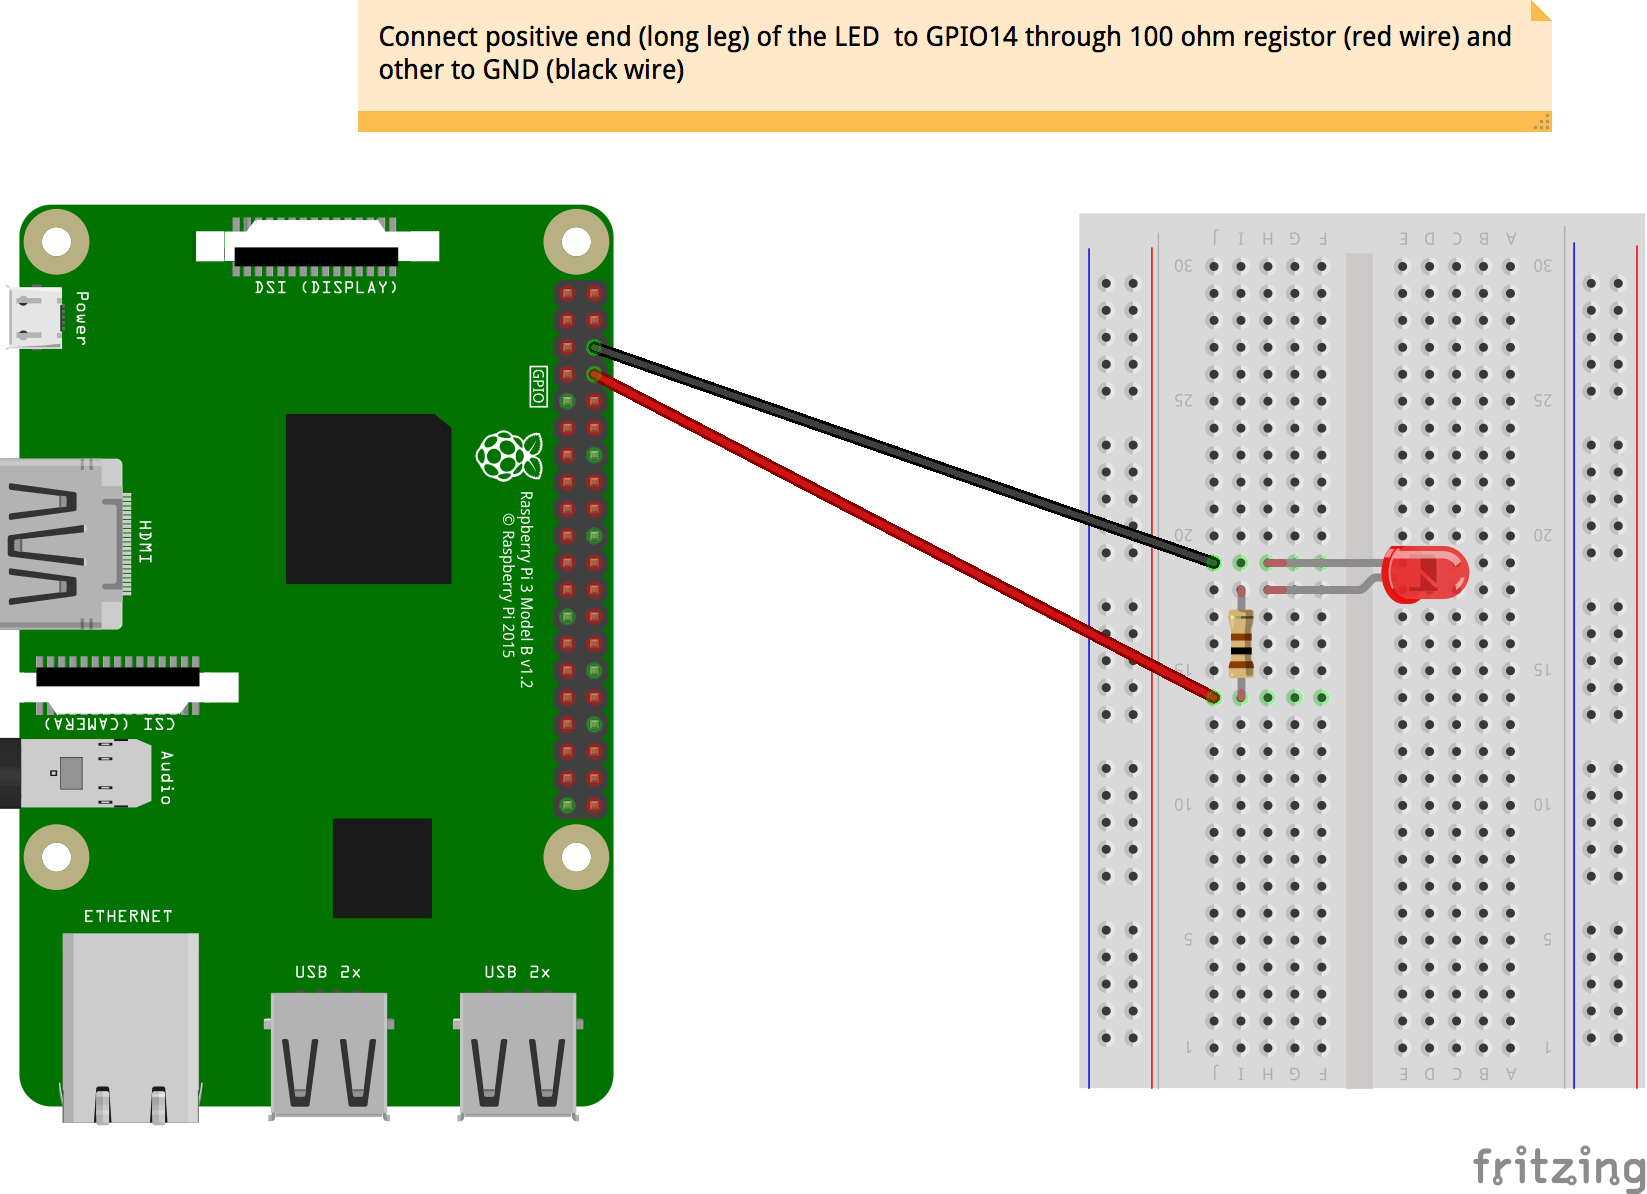 Connect positive end (long leg) of the LED  to GPIO14 through 100 ohm registor (red wire) and
other to GND (black wire)
DSI (DISPLAY)
Power
GPIO
HDMI
Raspberry Pi 3 Model B v1.2
© Raspberry Pi 2015
CSI (CAMERA)
Audio
ETHERNET
USB 2x
USB 2x
J I H G F E D C B A
30 30
25 25
20 20
15 15
10 10
5 5
1 1
J I H G F E D C B A
fritzing